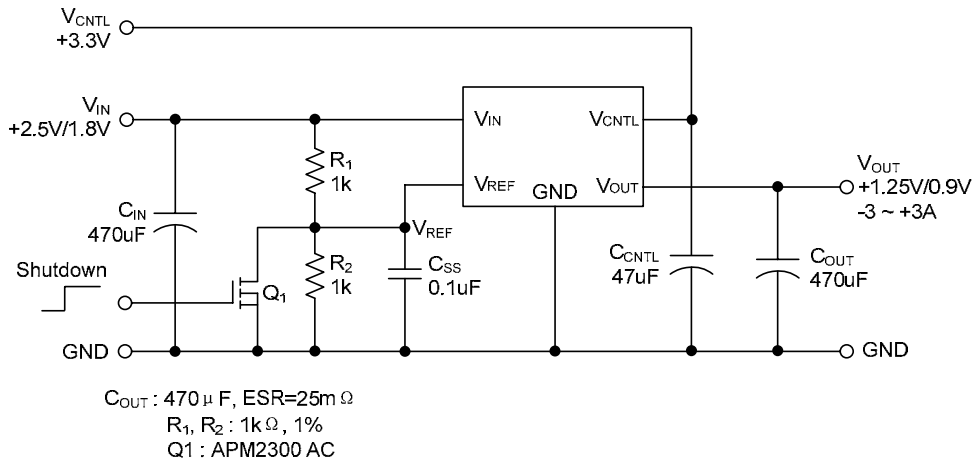 VCNTL
+3.3V
VIN
+2.5V/1.8V
VIN
VCNTL
R1
1k
VREF
GND
VOUT
VOUT
+1.25V/0.9V
-3 ~ +3A
CIN
470uF
VREF
R2
1k
CSS
0.1uF
CCNTL
47uF
COUT
470uF
Shutdown
Q1
GND
GND
COUT : 470μF, ESR=25mΩ
R1, R2 : 1kΩ, 1%
Q1 : APM2300 AC